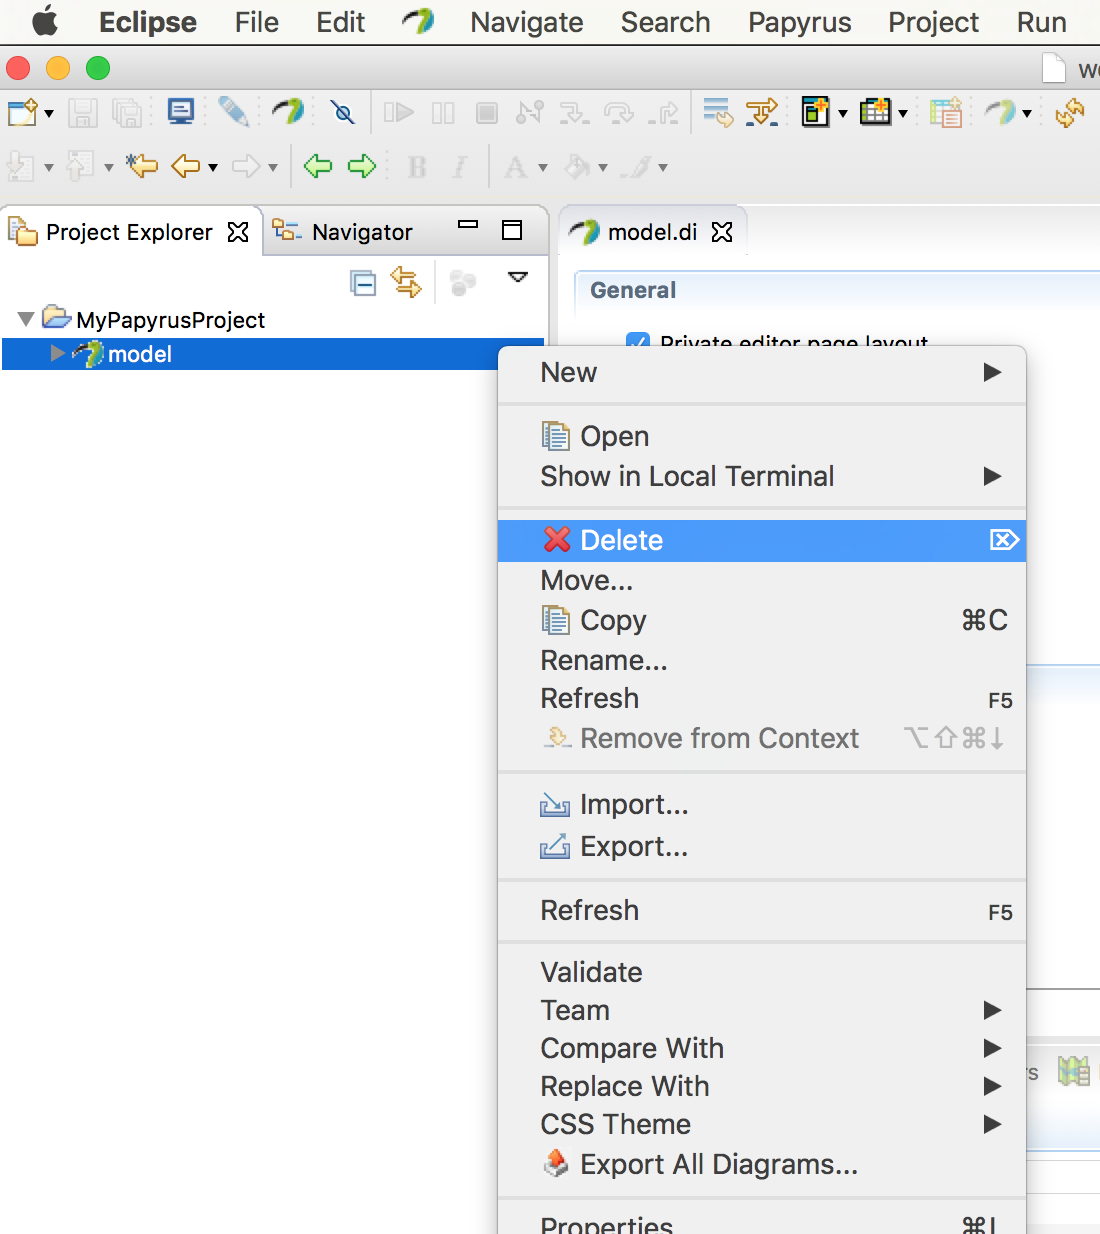 Eclipse File Edit Navigate Search Papyrus Project Run
Project Explorer Navigator model.di
General
MyPapyrusProject
model
Private editor page layout
New
Open
Show in Local Terminal
Delete
Move...
Copy ⌘C
Rename...
Refresh F5
Remove from Context ⌥⇧⌘↓
Import...
Export...
Refresh F5
Validate
Team
Compare With
Replace With
CSS Theme
Export All Diagrams...
Properties ⌘I